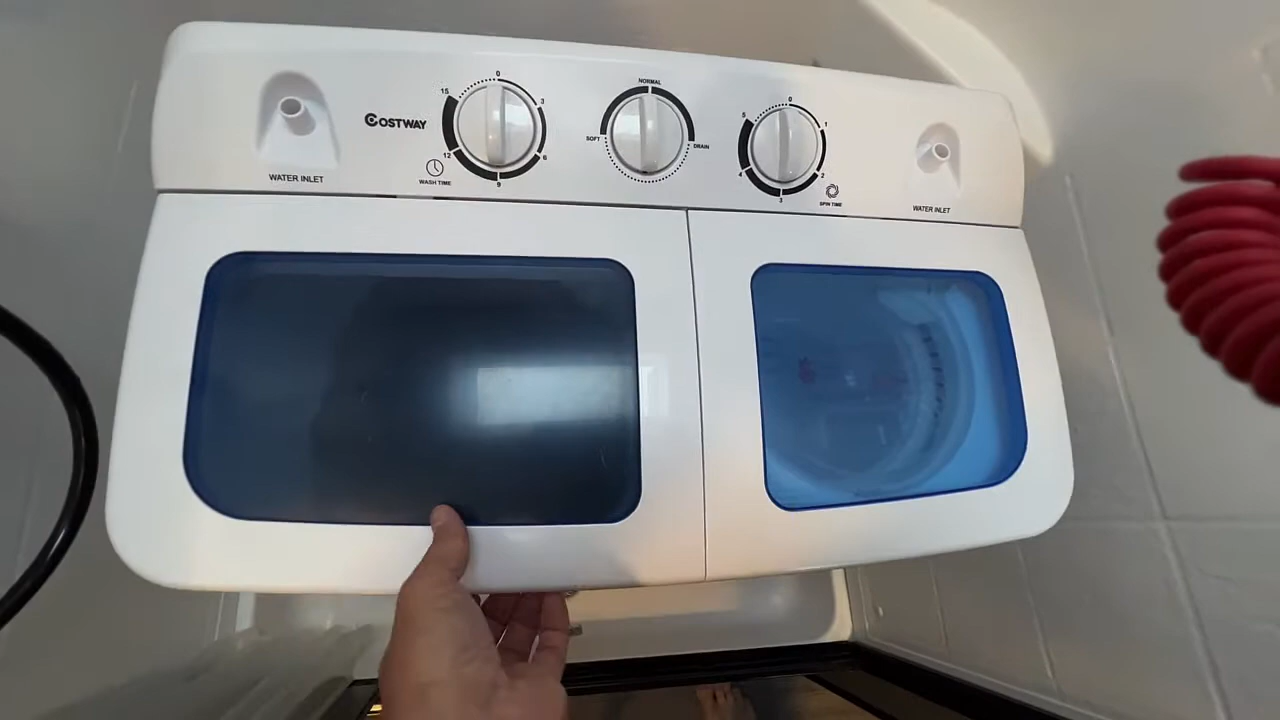 WATER INLET
COSTWAY
0
15
3
12
6
9
WASH TIME
NORMAL
SOFT
DRAIN
0
5
1
4
2
3
SPIN TIME
WATER INLET